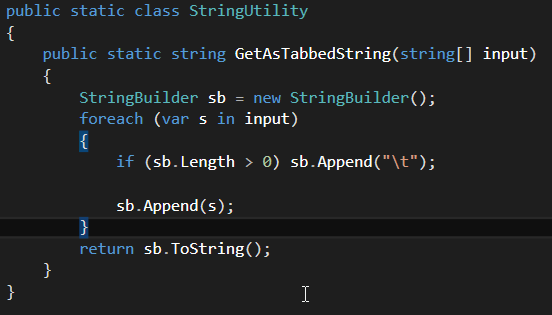 public static class StringUtility
{
    public static string GetAsTabbedString(string[] input)
    {
        StringBuilder sb = new StringBuilder();
        foreach (var s in input)
        {
            if (sb.Length > 0) sb.Append("\t");

            sb.Append(s);
        }
        return sb.ToString();
    }
}